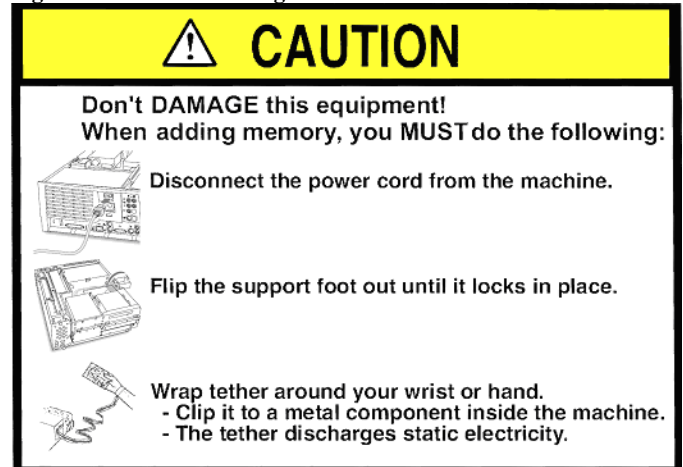 CAUTION
Don't DAMAGE this equipment!
When adding memory, you MUST do the following:
Disconnect the power cord from the machine.
Flip the support foot out until it locks in place.
Wrap tether around your wrist or hand.
- Clip it to a metal component inside the machine.
- The tether discharges static electricity.